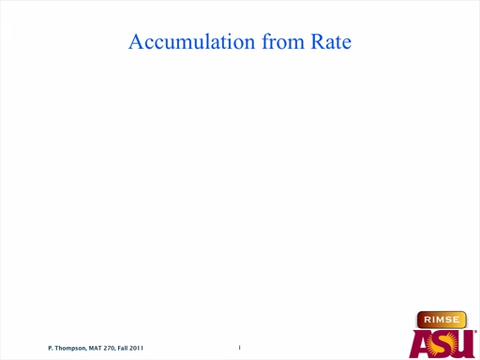 Accumulation from Rate
RIMSE
ASU
P. Thompson, MAT 270, Fall 2011
1